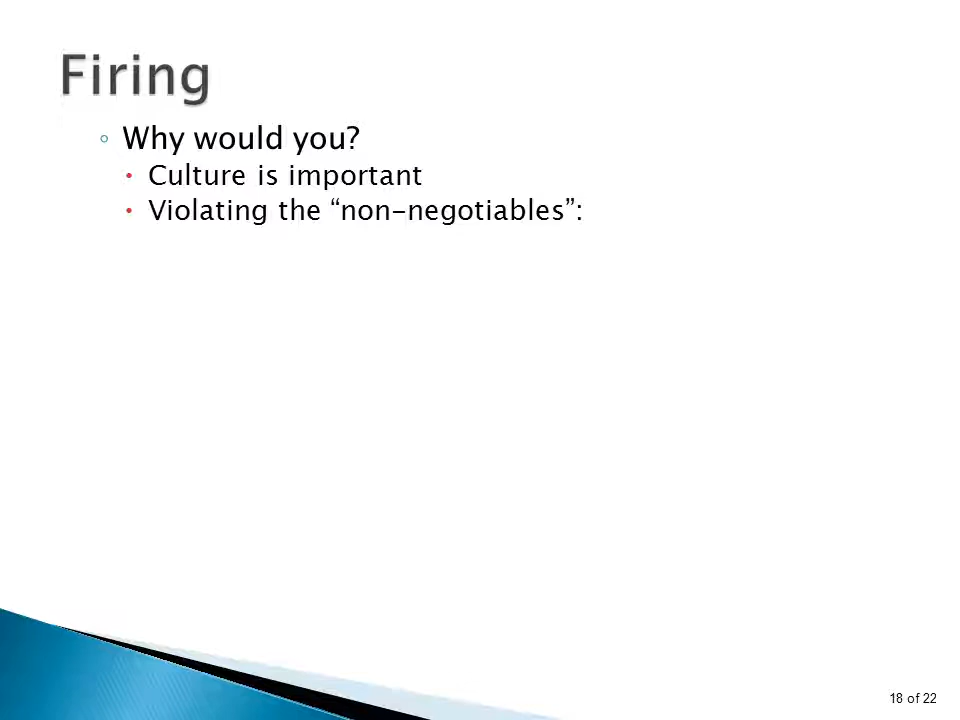 Firing
◦ Why would you?
• Culture is important
• Violating the “non-negotiables”:
18 of 22